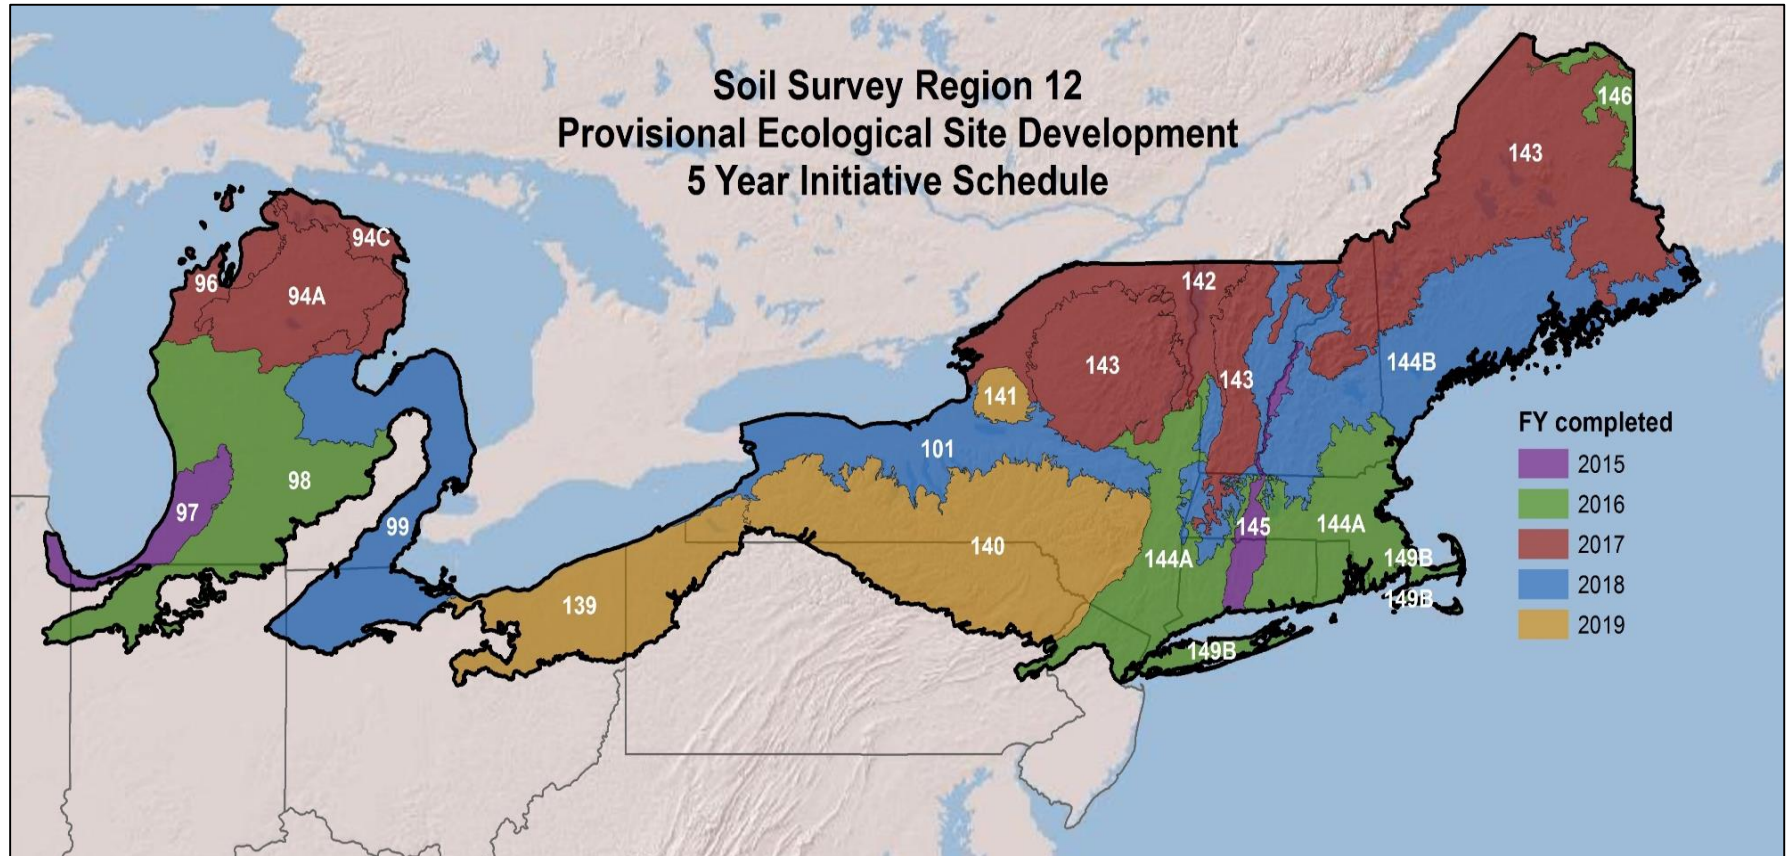 Soil Survey Region 12
Provisional Ecological Site Development
5 Year Initiative Schedule
146
143
94C
96
94A
142
143
143
144B
141
101
98
97
99
145
144A
144A
140
139
149B
149B
149B
FY completed
2015
2016
2017
2018
2019